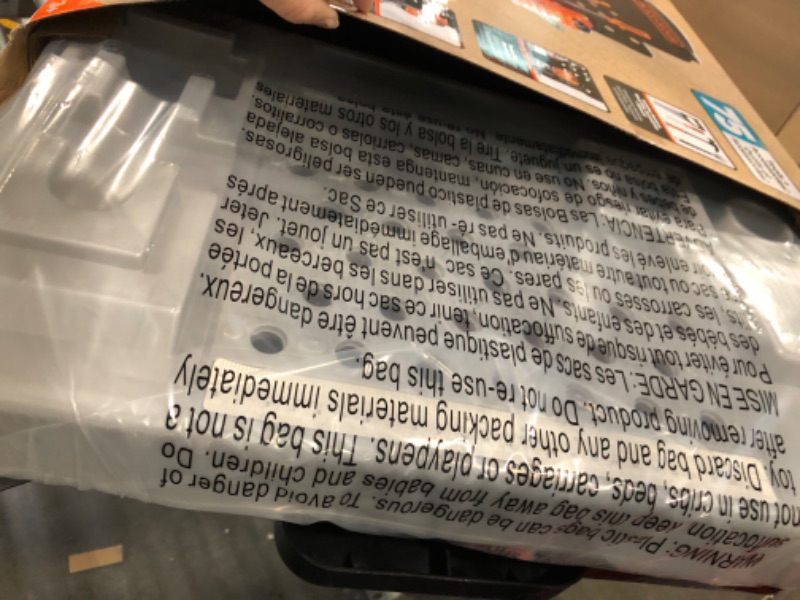 WARNING: Plastic bags can be dangerous. To avoid danger of
suffocation, keep this bag away from babies and children. Do
not use in cribs, beds, carriages or playpens. This bag is not a
toy. Discard bag and any other packing materials immediately
after removing product. Do not re-use this bag.
MISE EN GARDE: Les sacs de plastique peuvent être dangereux.
Pour éviter tout risque de suffocation, tenir ce sac hors de la portée
des bébés et des enfants. Ne pas utiliser dans les berceaux, les
lits, les carrosses ou les pares. Ce sac n'est pas un jouet. Jeter
sac ou tout autre matériau d'emballage immédiatement après
avoir enlevé les produits. Ne pas ré-utiliser ce Sac.
ADVERTENCIA: Las Bolsas de plastico pueden ser peligrosas.
Para evitar riesgo de sofocación, mantenga esta bolsa alejada
de bebés y niños. No use en cunas, camas, carriolas o corralitos.
Esta bolsa no es un juguete. Tire la bolsa y los otros materiales